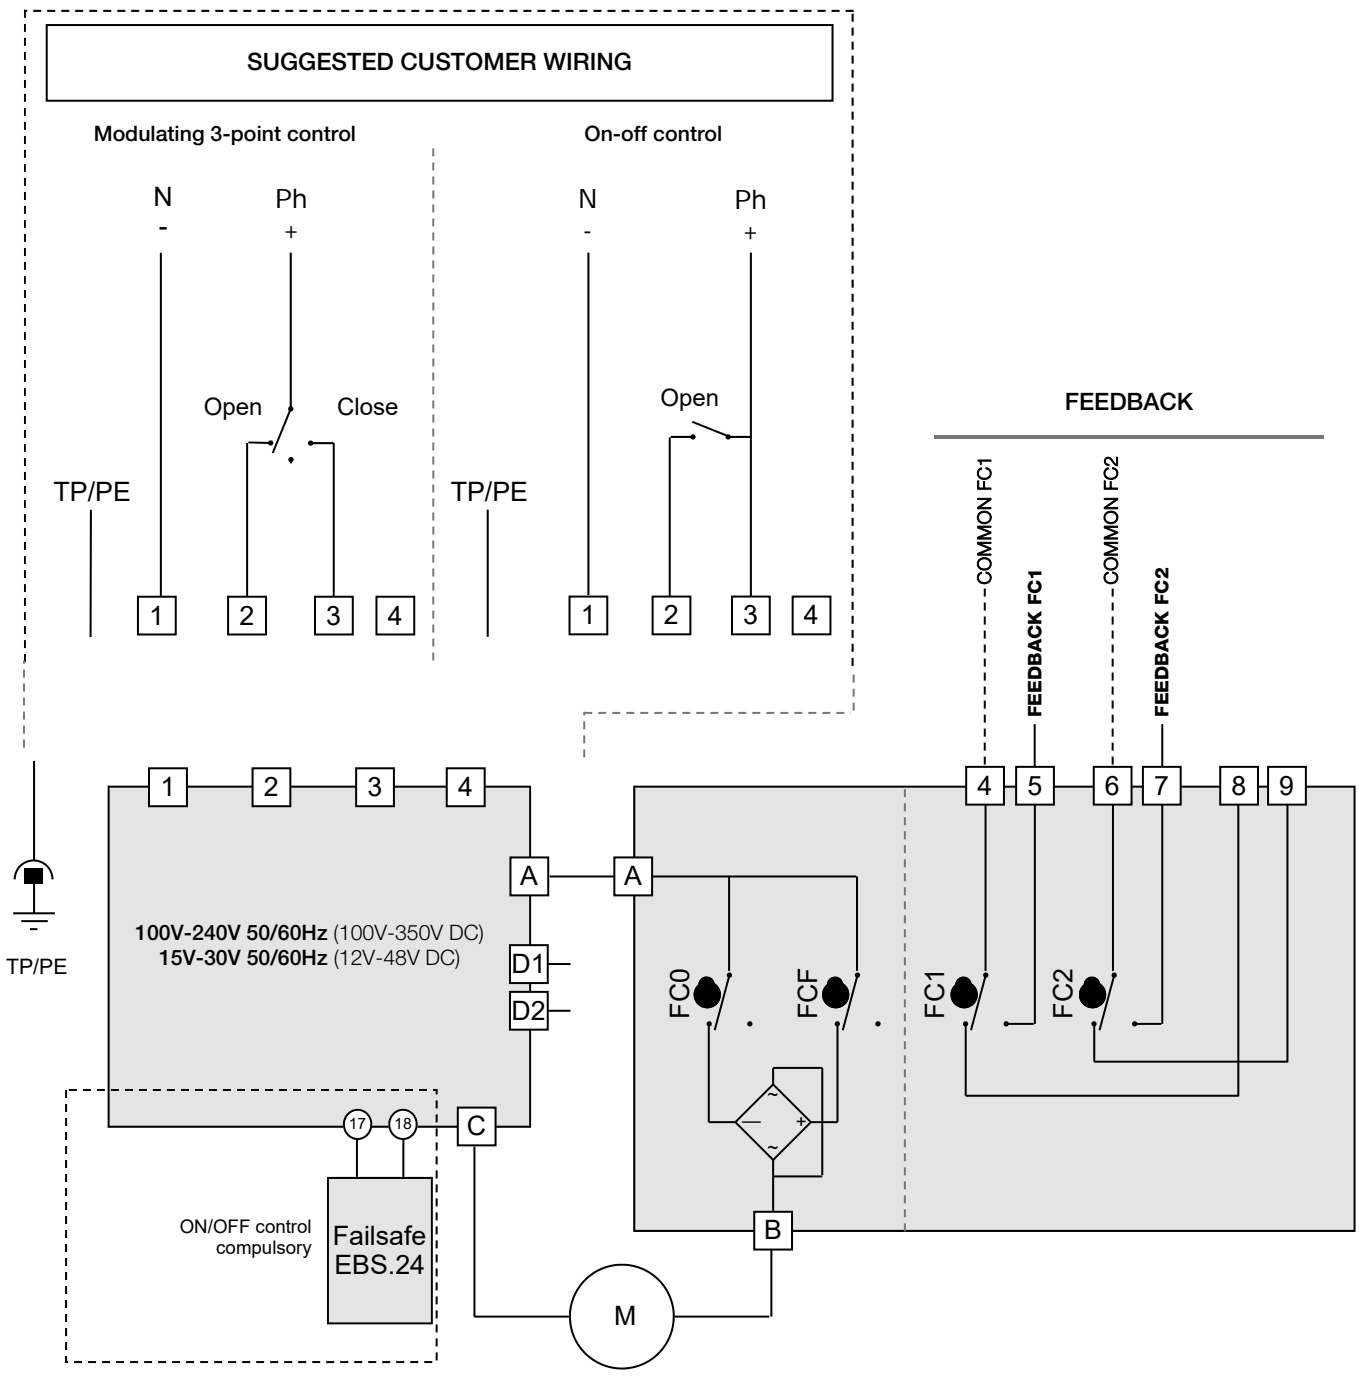 SUGGESTED CUSTOMER WIRING
Modulating 3-point control
On-off control
N
Ph
N
Ph
-
+
-
+
Open
Close
Open
TP/PE
TP/PE
1
2
3
4
1
2
3
4
FEEDBACK
COMMON FC1
FEEDBACK FC1
COMMON FC2
FEEDBACK FC2
1
2
3
4
4
5
6
7
8
9
A
A
100V-240V 50/60Hz (100V-350V DC)
15V-30V 50/60Hz (12V-48V DC)
D1
D2
TP/PE
FC0
FCF
FC1
FC2
~
—
+
~
17
18
C
B
ON/OFF control
compulsory
Failsafe
EBS.24
M